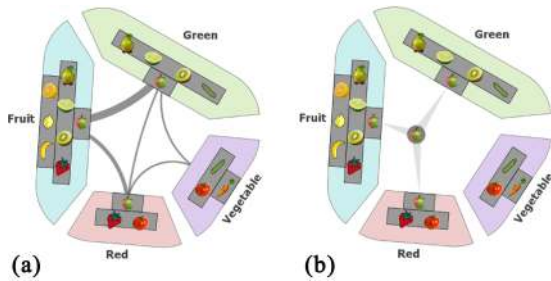 Green
Fruit
Vegetable
Red
(a)
Green
Fruit
Vegetable
Red
(b)